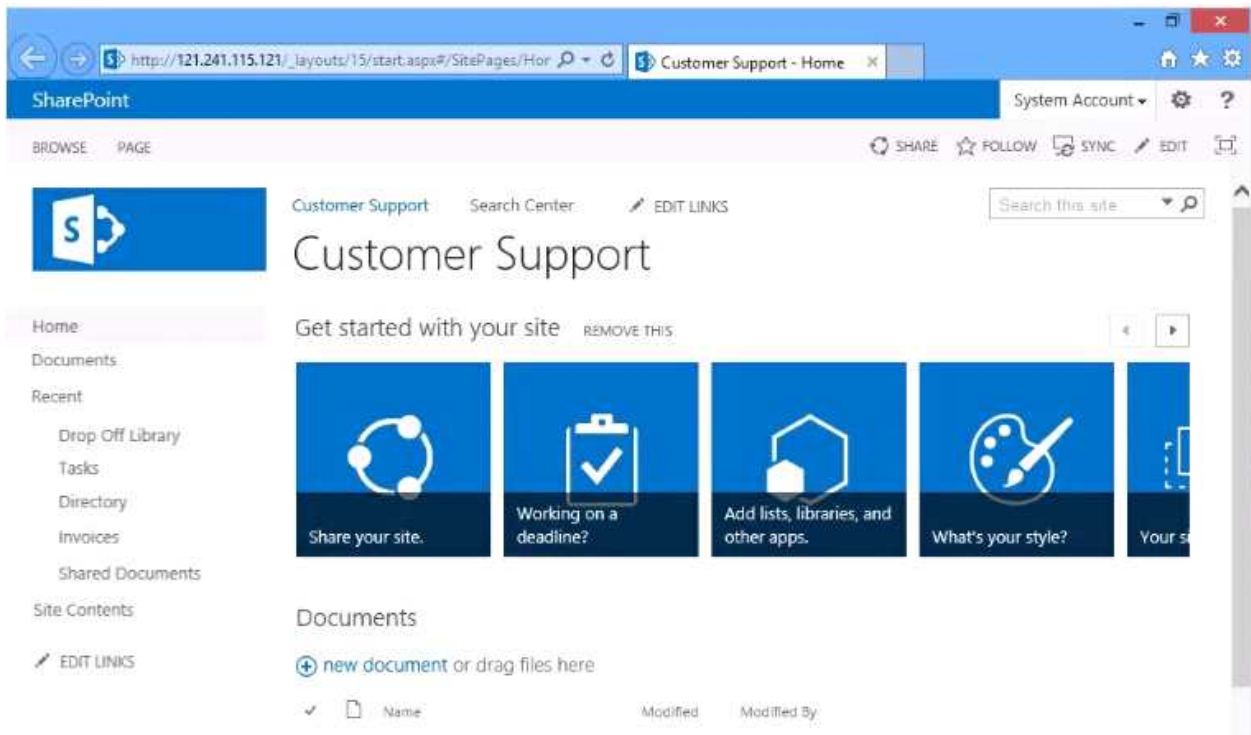 http://121.241.115.121/_layouts/15/start.aspx#/SitePages/Hor
Customer Support - Home
SharePoint
System Account
?
BROWSE PAGE
SHARE FOLLOW SYNC EDIT
S
Customer Support Search Center EDIT LINKS
Search this site
Customer Support
Home
Documents
Recent
Drop Off Library
Tasks
Directory
Invoices
Shared Documents
Site Contents
EDIT LINKS
Get started with your site REMOVE THIS
Share your site.
Working on a
deadline?
Add lists, libraries, and
other apps.
What's your style?
Your si
Documents
new document or drag files here
Name Modified Modified By